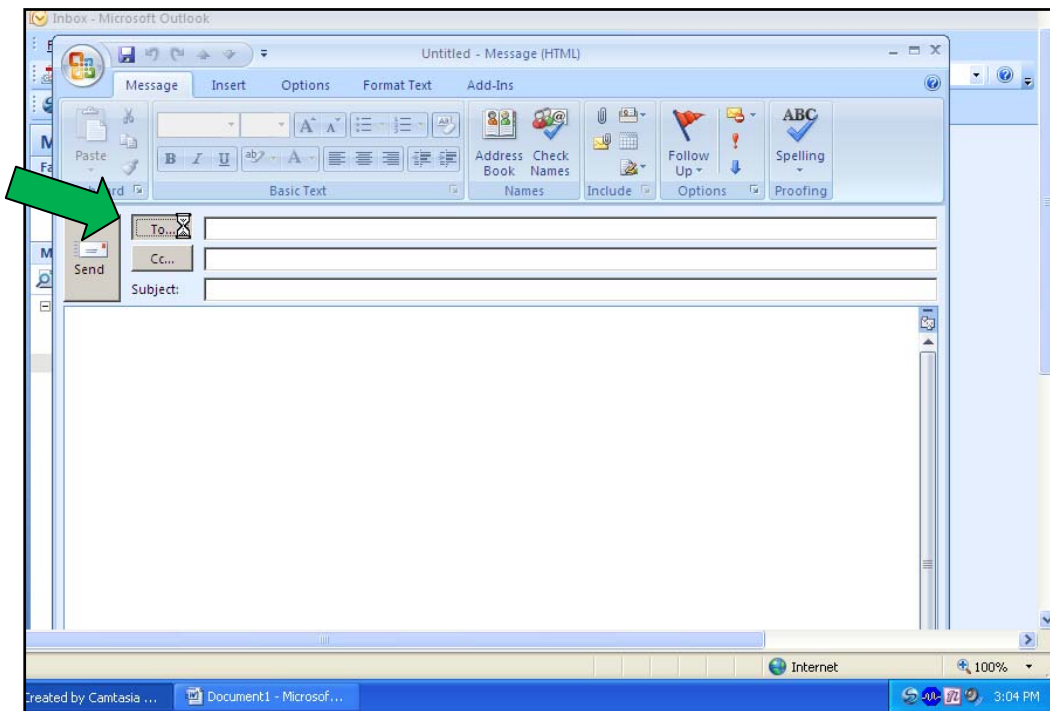 Inbox - Microsoft Outlook
Untitled - Message (HTML)
Message Insert Options Format Text Add-Ins
Paste
B I U ab A
Address Book
Check Names
Follow Up
ABC
Spelling
Basic Text Names Include Options Proofing
To...
Cc...
Send
Subject:
Internet 100%
Created by Camtasia ... Document1 - Microsof... 3:04 PM